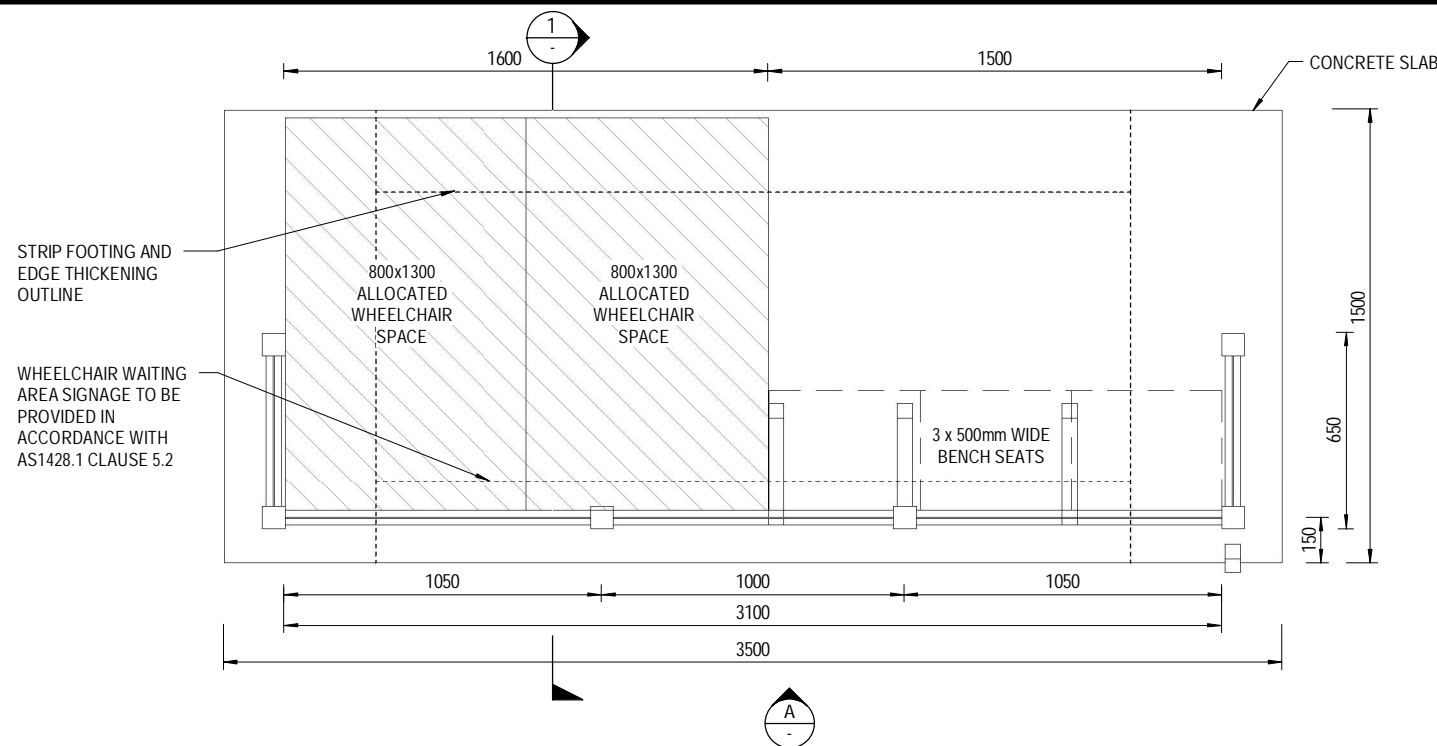 1
-
1600
1500
CONCRETE SLAB
STRIP FOOTING AND
EDGE THICKENING
OUTLINE
800x1300
ALLOCATED
WHEELCHAIR
SPACE
800x1300
ALLOCATED
WHEELCHAIR
SPACE
1500
WHEELCHAIR WAITING
AREA SIGNAGE TO BE
PROVIDED IN
ACCORDANCE WITH
AS1428.1 CLAUSE 5.2
3 x 500mm WIDE
BENCH SEATS
650
150
1050
1000
1050
3100
3500
A
-